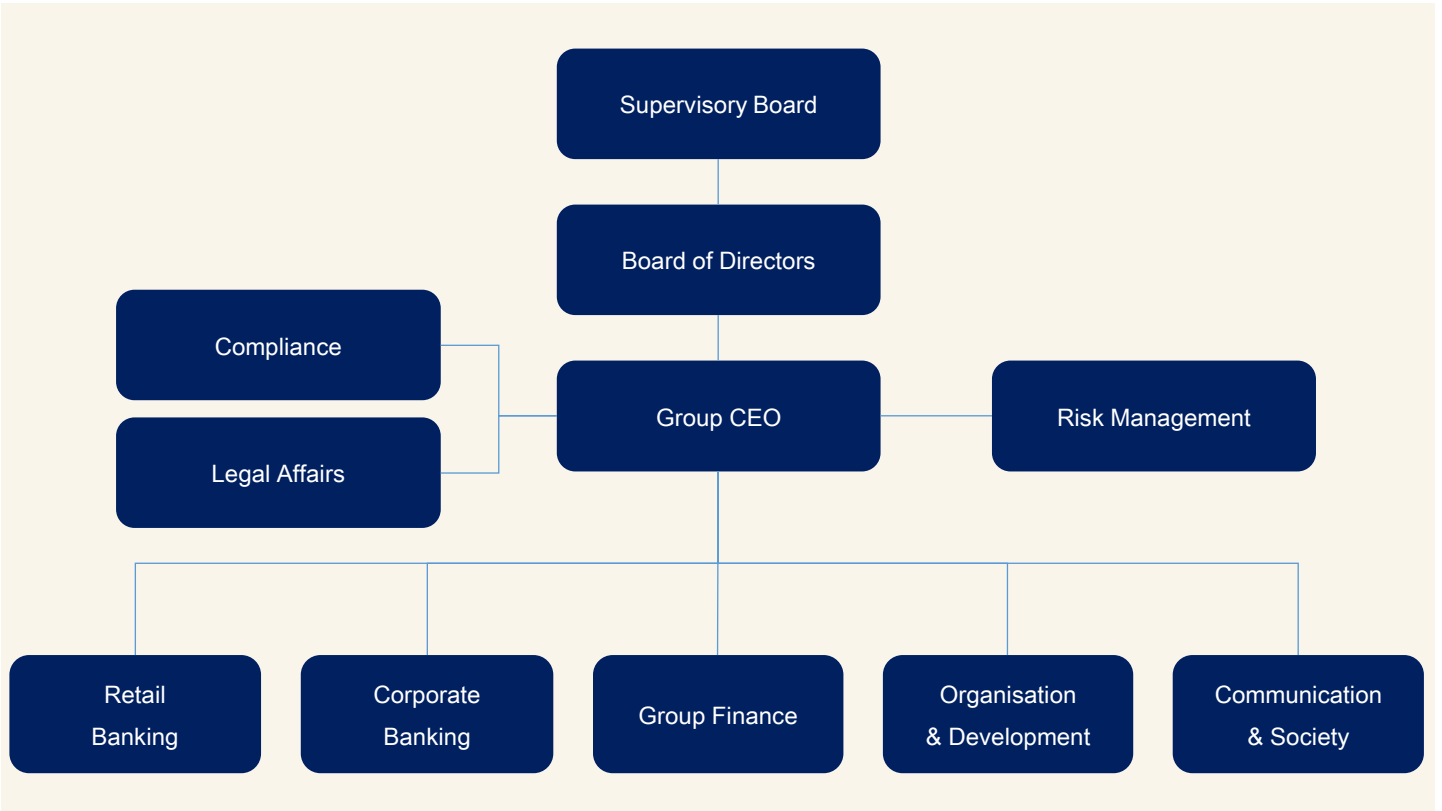 Supervisory Board
Board of Directors
Compliance
Group CEO
Risk Management
Legal Affairs
Retail
Banking
Corporate
Banking
Group Finance
Organisation
& Development
Communication
& Society